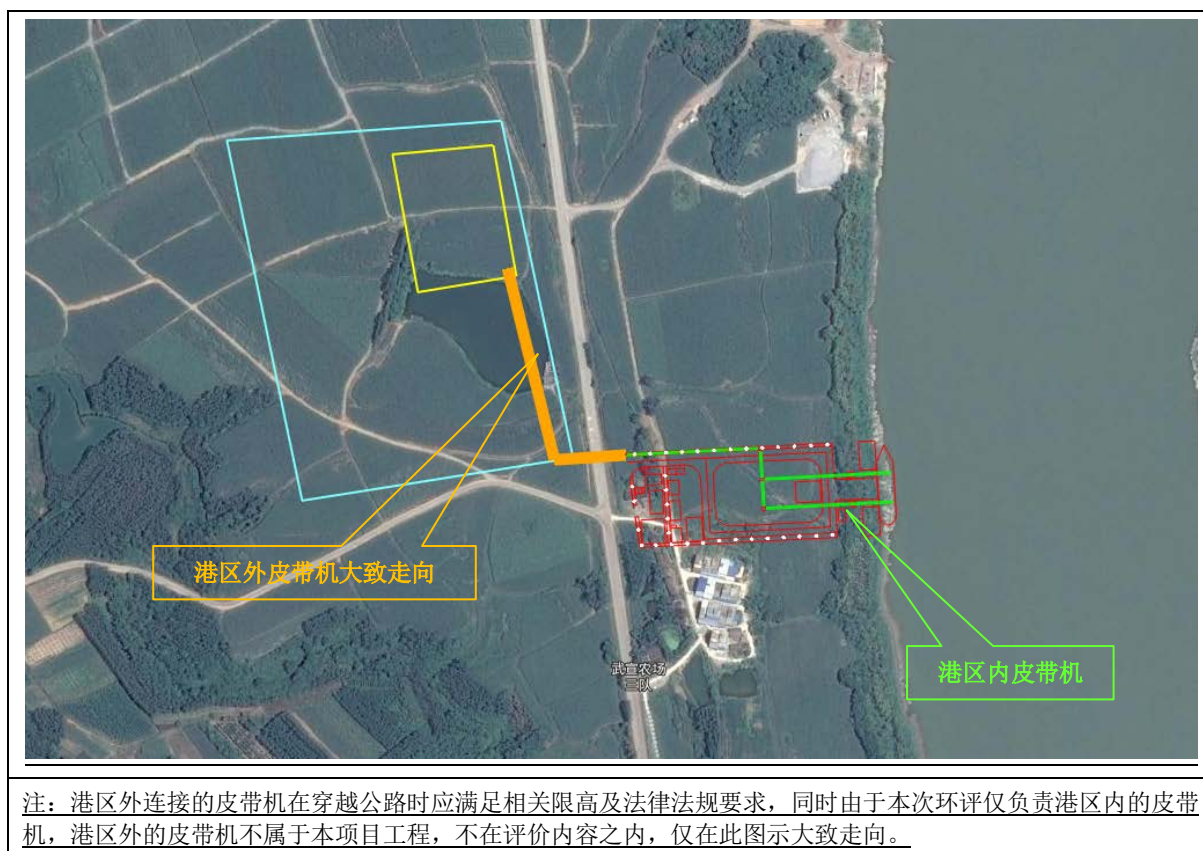 港区外皮带机大致走向
港区内皮带机
武宣农场
三队
注：港区外连接的皮带机在穿越公路时应满足相关限高及法律法规要求，同时由于本次环评仅负责港区内的皮带
机，港区外的皮带机不属于本项目工程，不在评价内容之内，仅在此图示大致走向。